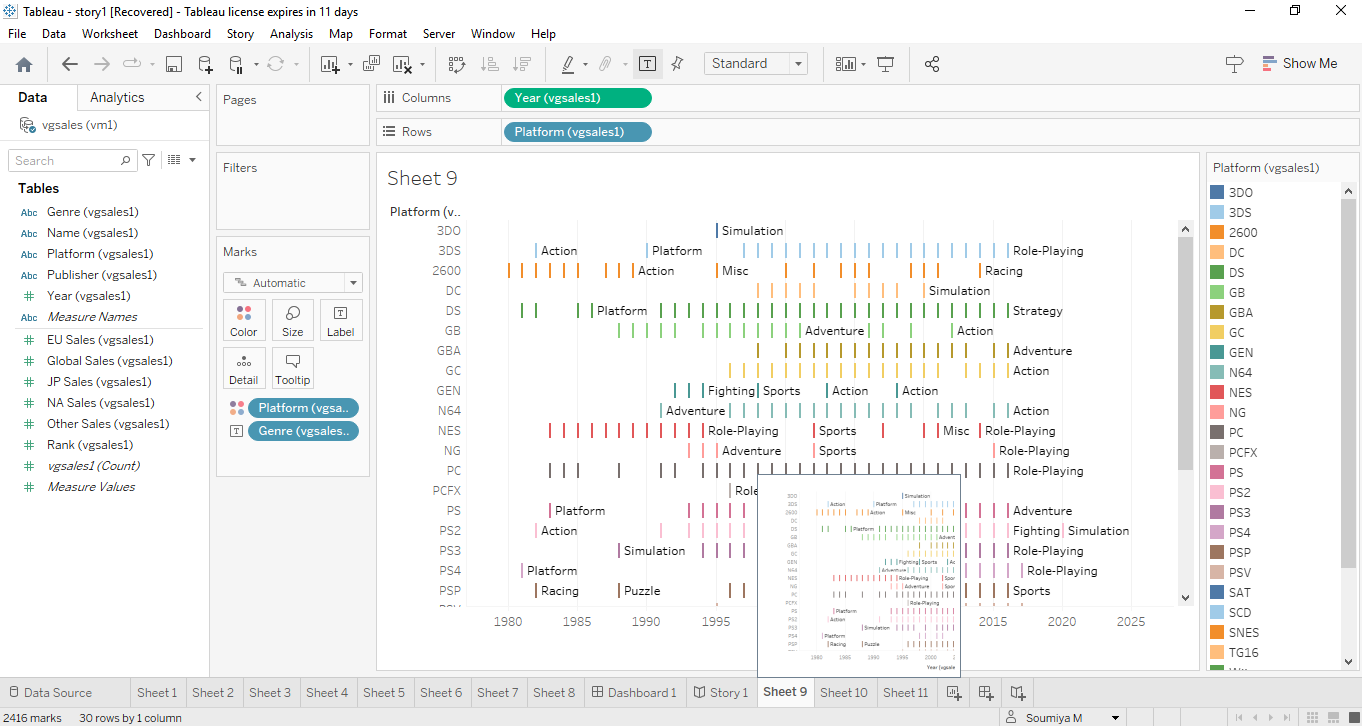 Tableau - story1 [Recovered] - Tableau license expires in 11 days
File Data Worksheet Dashboard Story Analysis Map Format Server Window Help
Standard Show Me
Data Analytics
vgsales (vm1)
Search
Tables
Abc Genre (vgsales1)
Abc Name (vgsales1)
Abc Platform (vgsales1)
Abc Publisher (vgsales1)
# Year (vgsales1)
Abc Measure Names
# EU Sales (vgsales1)
# Global Sales (vgsales1)
# JP Sales (vgsales1)
# NA Sales (vgsales1)
# Other Sales (vgsales1)
# Rank (vgsales1)
# vgsales1 (Count)
# Measure Values
Pages
Filters
Marks
Automatic
Color Size Label
Detail Tooltip
Platform (vgsa..
Genre (vgsales..
Columns Year (vgsales1)
Rows Platform (vgsales1)
Sheet 9
Platform (v..
3DO Simulation
3DS Action Platform Role-Playing
2600 Action Misc Racing
DC Simulation
DS Platform Strategy
GB Adventure Action
GBA Adventure
GC Action
GEN Fighting Sports Action Action
N64 Adventure Action
NES Role-Playing Sports Misc Role-Playing
NG Adventure Sports Role-Playing
PC Role-Playing
PCFX Role
PS Platform Adventure
PS2 Action Fighting Simulation
PS3 Simulation Role-Playing
PS4 Platform Role-Playing
PSP Racing Puzzle Sports
1980 1985 1990 1995 2015 2020 2025
3DO Simulation
3DS Action Platform
2600 Action Misc
DC
DS Platform
GB Advent
GBA
GC
GEN Fighting Sports Ac
N64 Adventure
NES Role-Playing Spor
NG Adventure Spor
PC
PCFX Role-Playing
PS Platform
PS2 Action
PS3 Simulation
PS4 Platform
PSP Racing Puzzle
1980 1985 1990 1995 2000 2
Year (vgsale
Platform (vgsales1)
3DO
3DS
2600
DC
DS
GB
GBA
GC
GEN
N64
NES
NG
PC
PCFX
PS
PS2
PS3
PS4
PSP
PSV
SAT
SCD
SNES
TG16
Data Source Sheet 1 Sheet 2 Sheet 3 Sheet 4 Sheet 5 Sheet 6 Sheet 7 Sheet 8 Dashboard 1 Story 1 Sheet 9 Sheet 10 Sheet 11
2416 marks 30 rows by 1 column Soumiya M